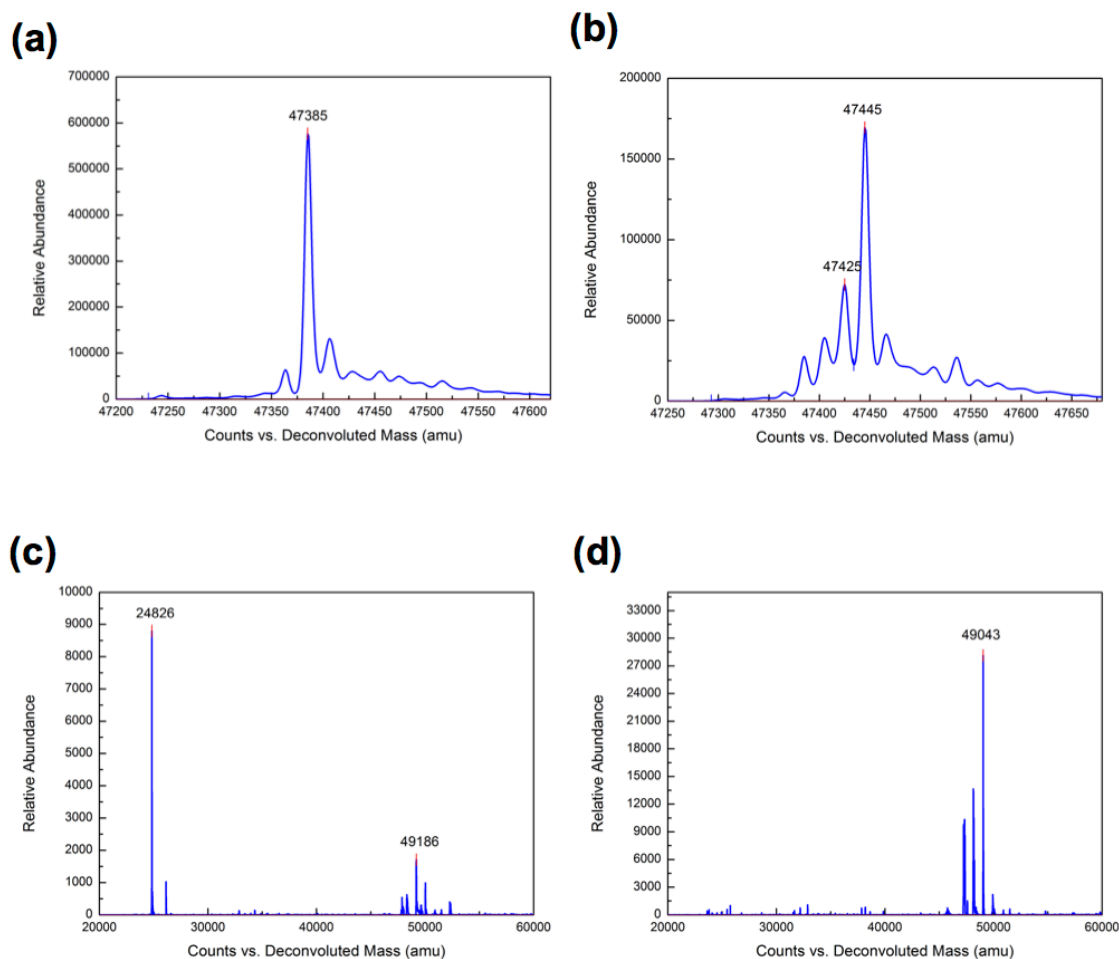 (a)
700000
600000
500000
400000
300000
200000
100000
0
47385
47200 47250 47300 47350 47400 47450 47500 47550 47600
Relative Abundance
Counts vs. Deconvoluted Mass (amu)
(b)
200000
150000
100000
50000
0
47445
47425
47250 47300 47350 47400 47450 47500 47550 47600 47650
Relative Abundance
Counts vs. Deconvoluted Mass (amu)
(c)
10000
9000
8000
7000
6000
5000
4000
3000
2000
1000
0
24826
49186
20000 30000 40000 50000 60000
Relative Abundance
Counts vs. Deconvoluted Mass (amu)
(d)
33000
30000
27000
24000
21000
18000
15000
12000
9000
6000
3000
0
49043
20000 30000 40000 50000 60000
Relative Abundance
Counts vs. Deconvoluted Mass (amu)